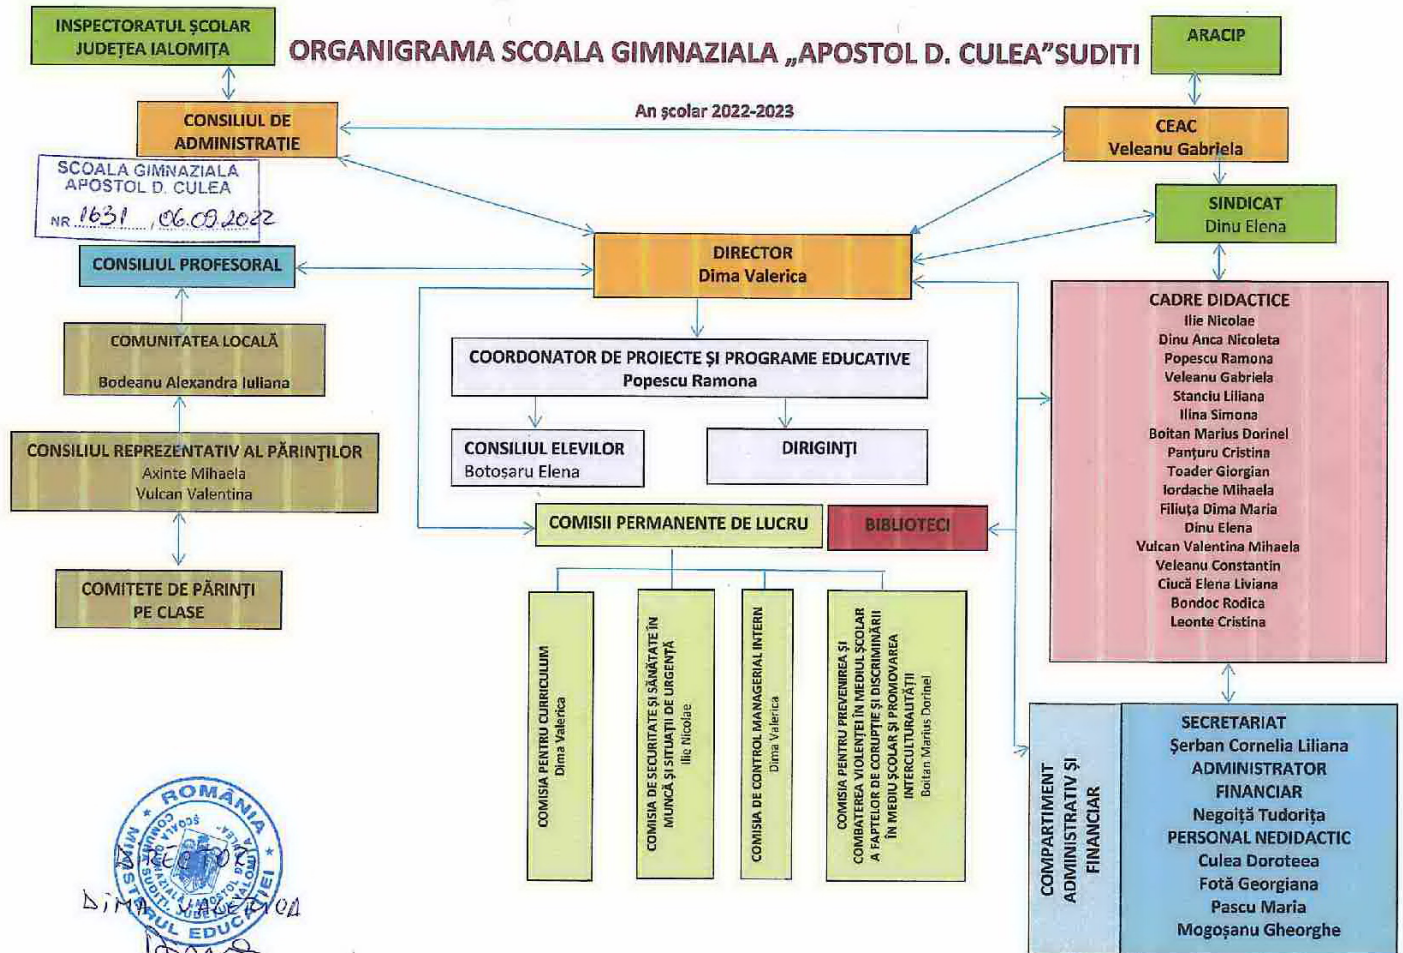 INSPECTORATUL ȘCOLAR
JUDEȚEA IALOMIȚA
ORGANIGRAMA SCOALA GIMNAZIALA „APOSTOL D. CULEA”SUDITI
ARACIP
An școlar 2022-2023
CONSILIUL DE
ADMINISTRAȚIE
CEAC
Veleanu Gabriela
SCOALA GIMNAZIALA
APOSTOL D. CULEA
NR 1631, 06.09.2022
SINDICAT
Dinu Elena
CONSILIUL PROFESORAL
DIRECTOR
Dima Valerica
COMUNITATEA LOCALĂ
Bodeanu Alexandra Iuliana
COORDONATOR DE PROIECTE ȘI PROGRAME EDUCATIVE
Popescu Ramona
CONSILIUL REPREZENTATIV AL PĂRINȚILOR
Axinte Mihaela
Vulcan Valentina
CONSILIUL ELEVILOR
Botoșaru Elena
DIRIGINȚI
COMITETE DE PĂRINȚI
PE CLASE
COMISII PERMANENTE DE LUCRU
BIBLIOTECI
COMISIA PENTRU CURRICULUM
Dima Valerica
COMISIA DE SECURITATE ȘI SĂNĂTATE ÎN
MUNCĂ ȘI SITUAȚII DE URGENȚĂ
Ilie Nicolae
COMISIA DE CONTROL MANAGERIAL INTERN
Dima Valerica
COMISIA PENTRU PREVENIREA ȘI
COMBATEREA VIOLENȚEI ÎN MEDIUL ȘCOLAR
A FAPTELOR DE CORUPȚIE ȘI DISCRIMINĂRII
ÎN MEDIU ȘCOLAR ȘI PROMOVAREA
INTERCULTURALITĂȚII
Boitan Marius Dorinel
CADRE DIDACTICE
Ilie Nicolae
Dinu Anca Nicoleta
Popescu Ramona
Veleanu Gabriela
Stanciu Liliana
Ilina Simona
Boitan Marius Dorinel
Panțuru Cristina
Toader Giorgian
Iordache Mihaela
Filiuța Dima Maria
Dinu Elena
Vulcan Valentina Mihaela
Veleanu Constantin
Ciucă Elena Liviana
Bondoc Rodica
Leonte Cristina
COMPARTIMENT
ADMINISTRATIV ȘI
FINANCIAR
SECRETARIAT
Șerban Cornelia Liliana
ADMINISTRATOR
FINANCIAR
Negoiță Tudorița
PERSONAL NEDIDACTIC
Culea Doroteea
Fotă Georgiana
Pascu Maria
Mogoșanu Gheorghe
ROMÂNIA
MINISTERUL EDUCAȚIEI
DIRECTOR
DIMA VALERICA